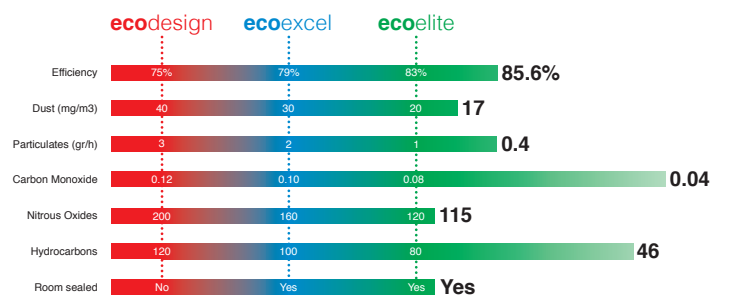 ecodesign ecoexcel ecoelite
Efficiency 75% 79% 83% 85.6%
Dust (mg/m3) 40 30 20 17
Particulates (gr/h) 3 2 1 0.4
Carbon Monoxide 0.12 0.10 0.08 0.04
Nitrous Oxides 200 160 120 115
Hydrocarbons 120 100 80 46
Room sealed No Yes Yes Yes